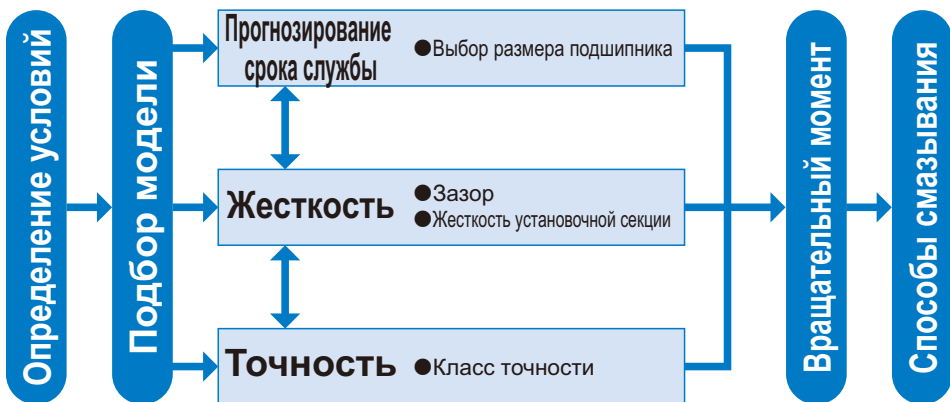 Определение условий
Подбор модели
Прогнозирование
срока службы
●Выбор размера подшипника
Жесткость
●Зазор
●Жесткость установочной секции
Точность
●Класс точности
Вращательный момент
Способы смазывания